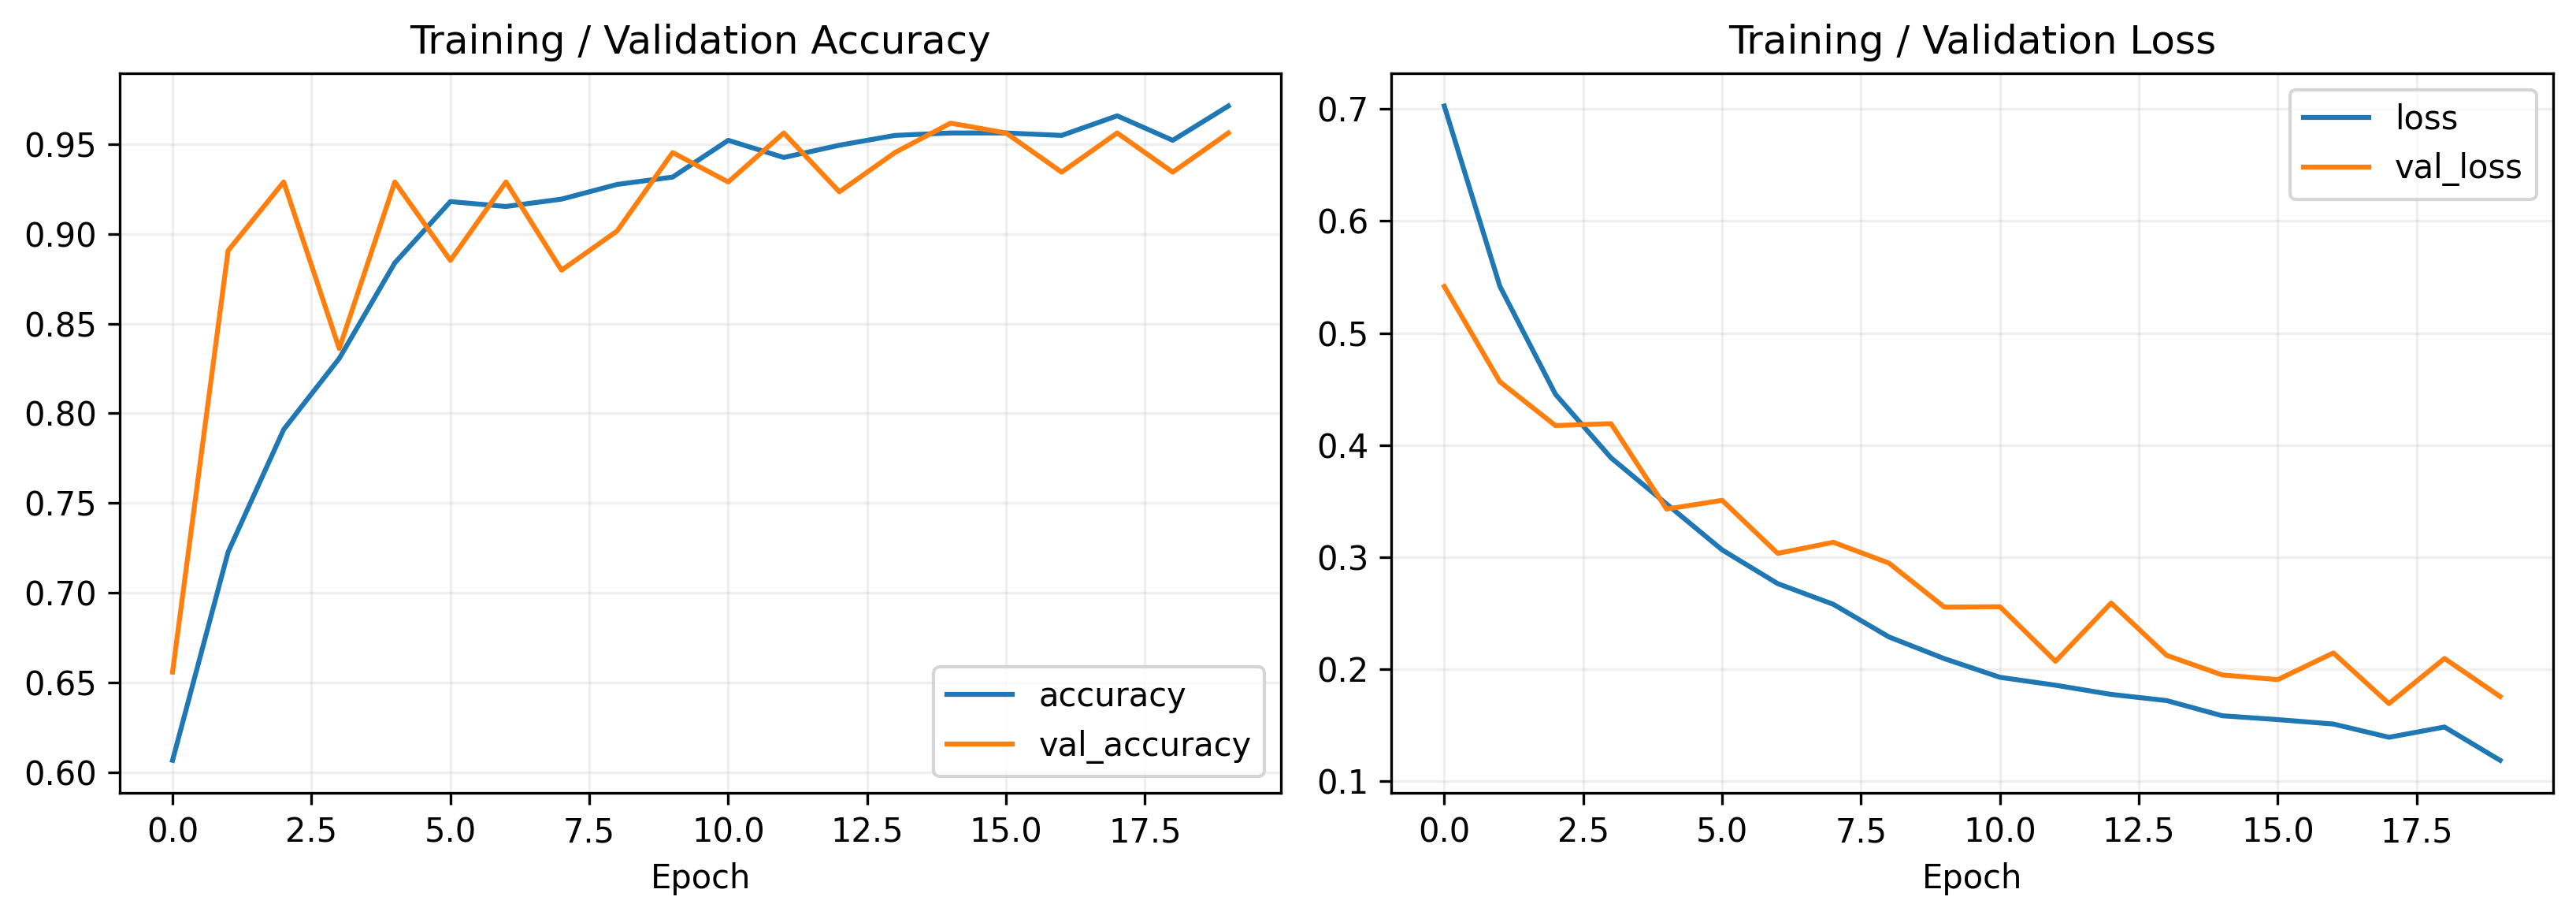 Training / Validation Accuracy
0.95
0.90
0.85
0.80
0.75
0.70
0.65
0.60
accuracy
val_accuracy
0.0 2.5 5.0 7.5 10.0 12.5 15.0 17.5
Epoch
Training / Validation Loss
0.7
0.6
0.5
0.4
0.3
0.2
0.1
loss
val_loss
0.0 2.5 5.0 7.5 10.0 12.5 15.0 17.5
Epoch